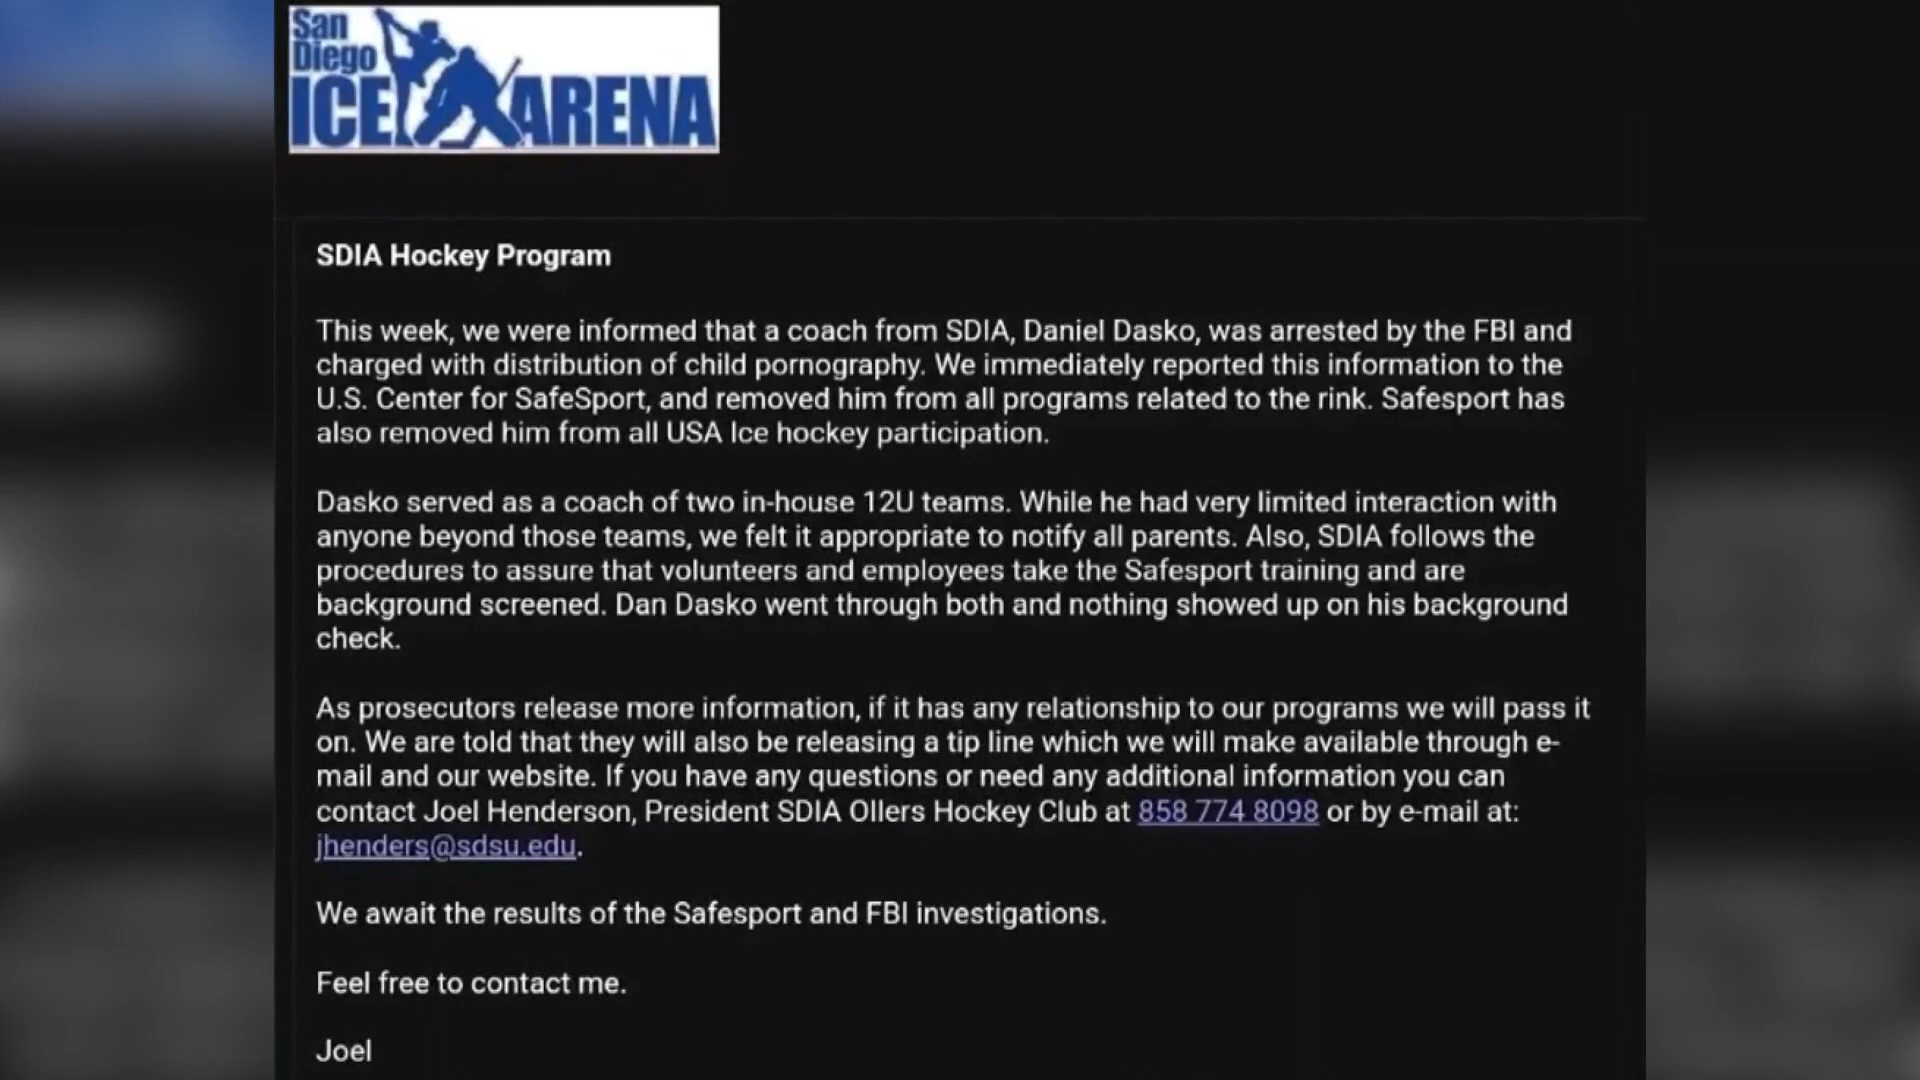 San
Diego
ICE ARENA
SDIA Hockey Program
This week, we were informed that a coach from SDIA, Daniel Dasko, was arrested by the FBI and
charged with distribution of child pornography. We immediately reported this information to the
U.S. Center for SafeSport, and removed him from all programs related to the rink. Safesport has
also removed him from all USA Ice hockey participation.
Dasko served as a coach of two in-house 12U teams. While he had very limited interaction with
anyone beyond those teams, we felt it appropriate to notify all parents. Also, SDIA follows the
procedures to assure that volunteers and employees take the Safesport training and are
background screened. Dan Dasko went through both and nothing showed up on his background
check.
As prosecutors release more information, if it has any relationship to our programs we will pass it
on. We are told that they will also be releasing a tip line which we will make available through e-
mail and our website. If you have any questions or need any additional information you can
contact Joel Henderson, President SDIA Ollers Hockey Club at 858 774 8098 or by e-mail at:
jhenders@sdsu.edu.
We await the results of the Safesport and FBI investigations.
Feel free to contact me.
Joel